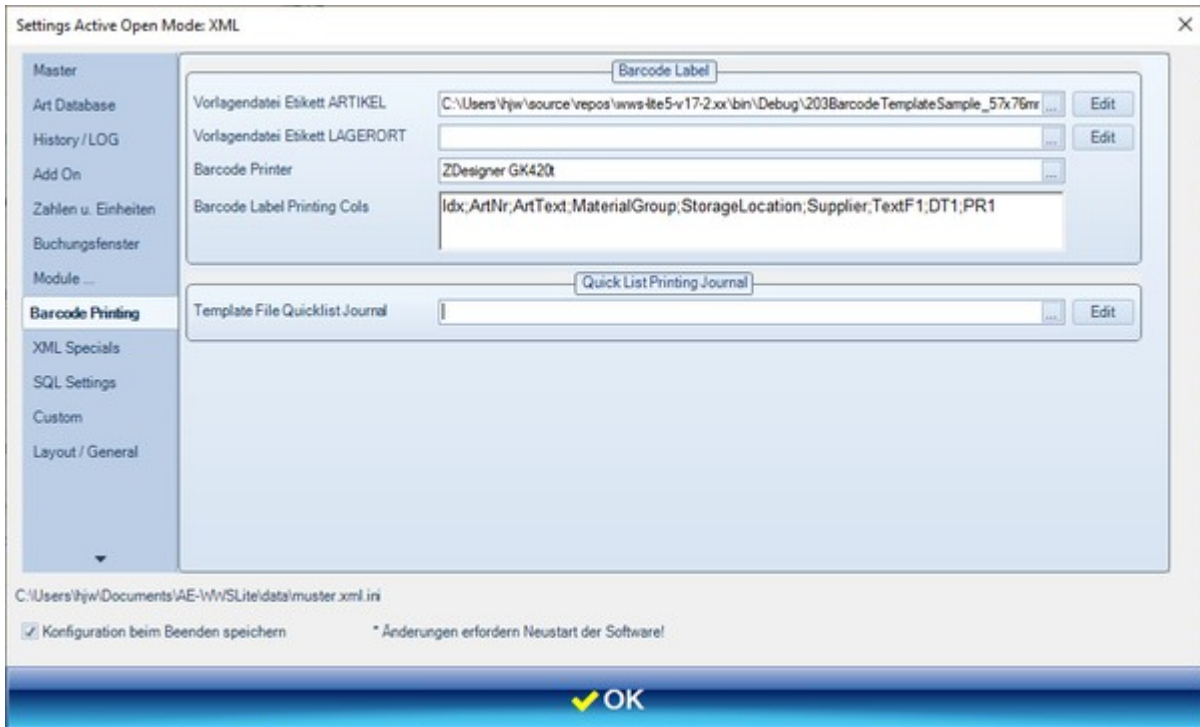 Settings Active Open Mode: XML
Master
Art Database
History / LOG
Add On
Zahlen u. Einheiten
Buchungsfenster
Module ...
Barcode Printing
XML Specials
SQL Settings
Custom
Layout / General
Barcode Label
Vorlagendatei Etikett ARTIKEL C:\Users\hjw\source\repos\wws-lite5-v17-2.xx\bin\Debug\203BarcodeTemplateSample_57x76mr ... Edit
Vorlagendatei Etikett LAGERORT ... Edit
Barcode Printer ZDesigner GK420t ...
Barcode Label Printing Cols Idx;ArtNr;ArtText;MaterialGroup;StorageLocation;Supplier;TextF1;DT1;PR1
Quick List Printing Journal
Template File Quicklist Journal ... Edit
C:\Users\hjw\Documents\AE-WWSLite\data\muster.xml.ini
Konfiguration beim Beenden speichern * Änderungen erfordern Neustart der Software!
OK